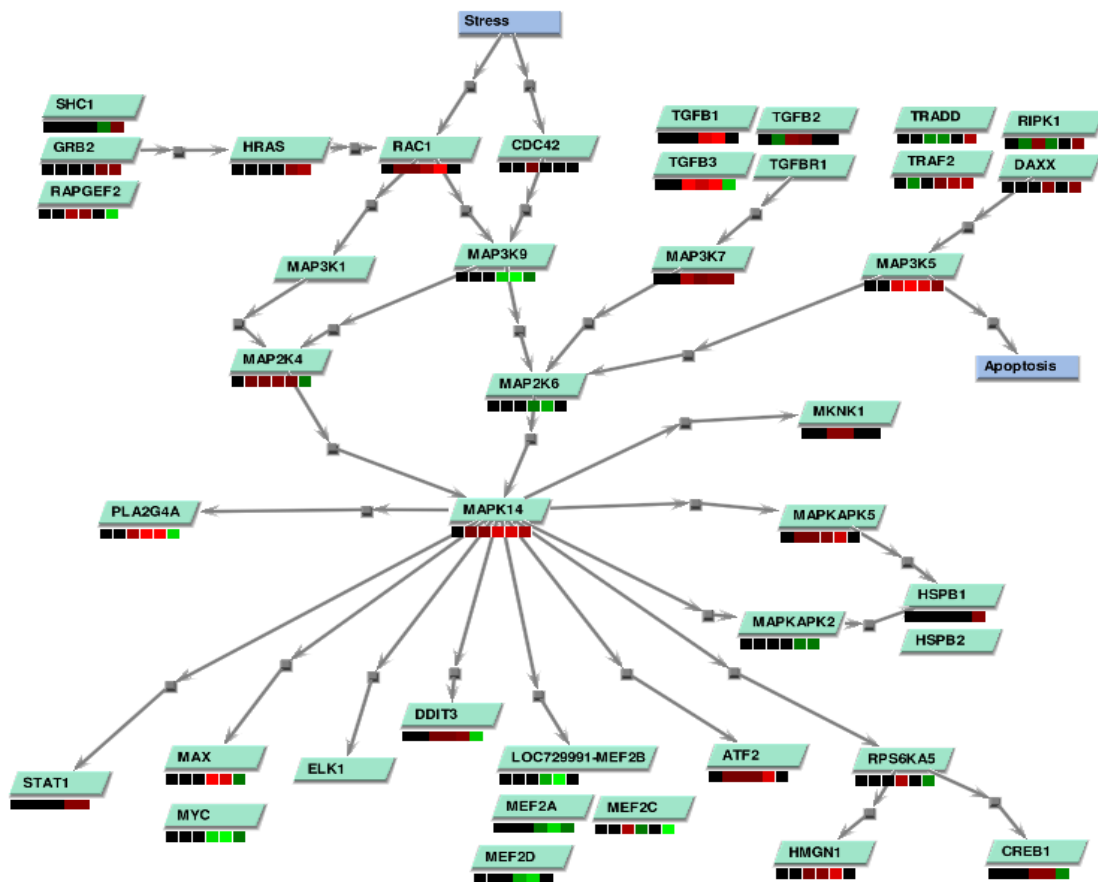 Stress
SHC1
TGFB1
TGFB2
TRADD
RIPK1
GRB2
HRAS
RAC1
CDC42
TGFB3
TGFBR1
TRAF2
DAXX
RAPGEF2
MAP3K1
MAP3K9
MAP3K7
MAP3K5
MAP2K4
MAP2K6
Apoptosis
MKNK1
PLA2G4A
MAPK14
MAPKAPK5
MAPKAPK2
HSPB1
HSPB2
DDIT3
STAT1
MAX
ELK1
LOC729991-MEF2B
ATF2
RPS6KA5
MYC
MEF2A
MEF2C
MEF2D
HMGN1
CREB1